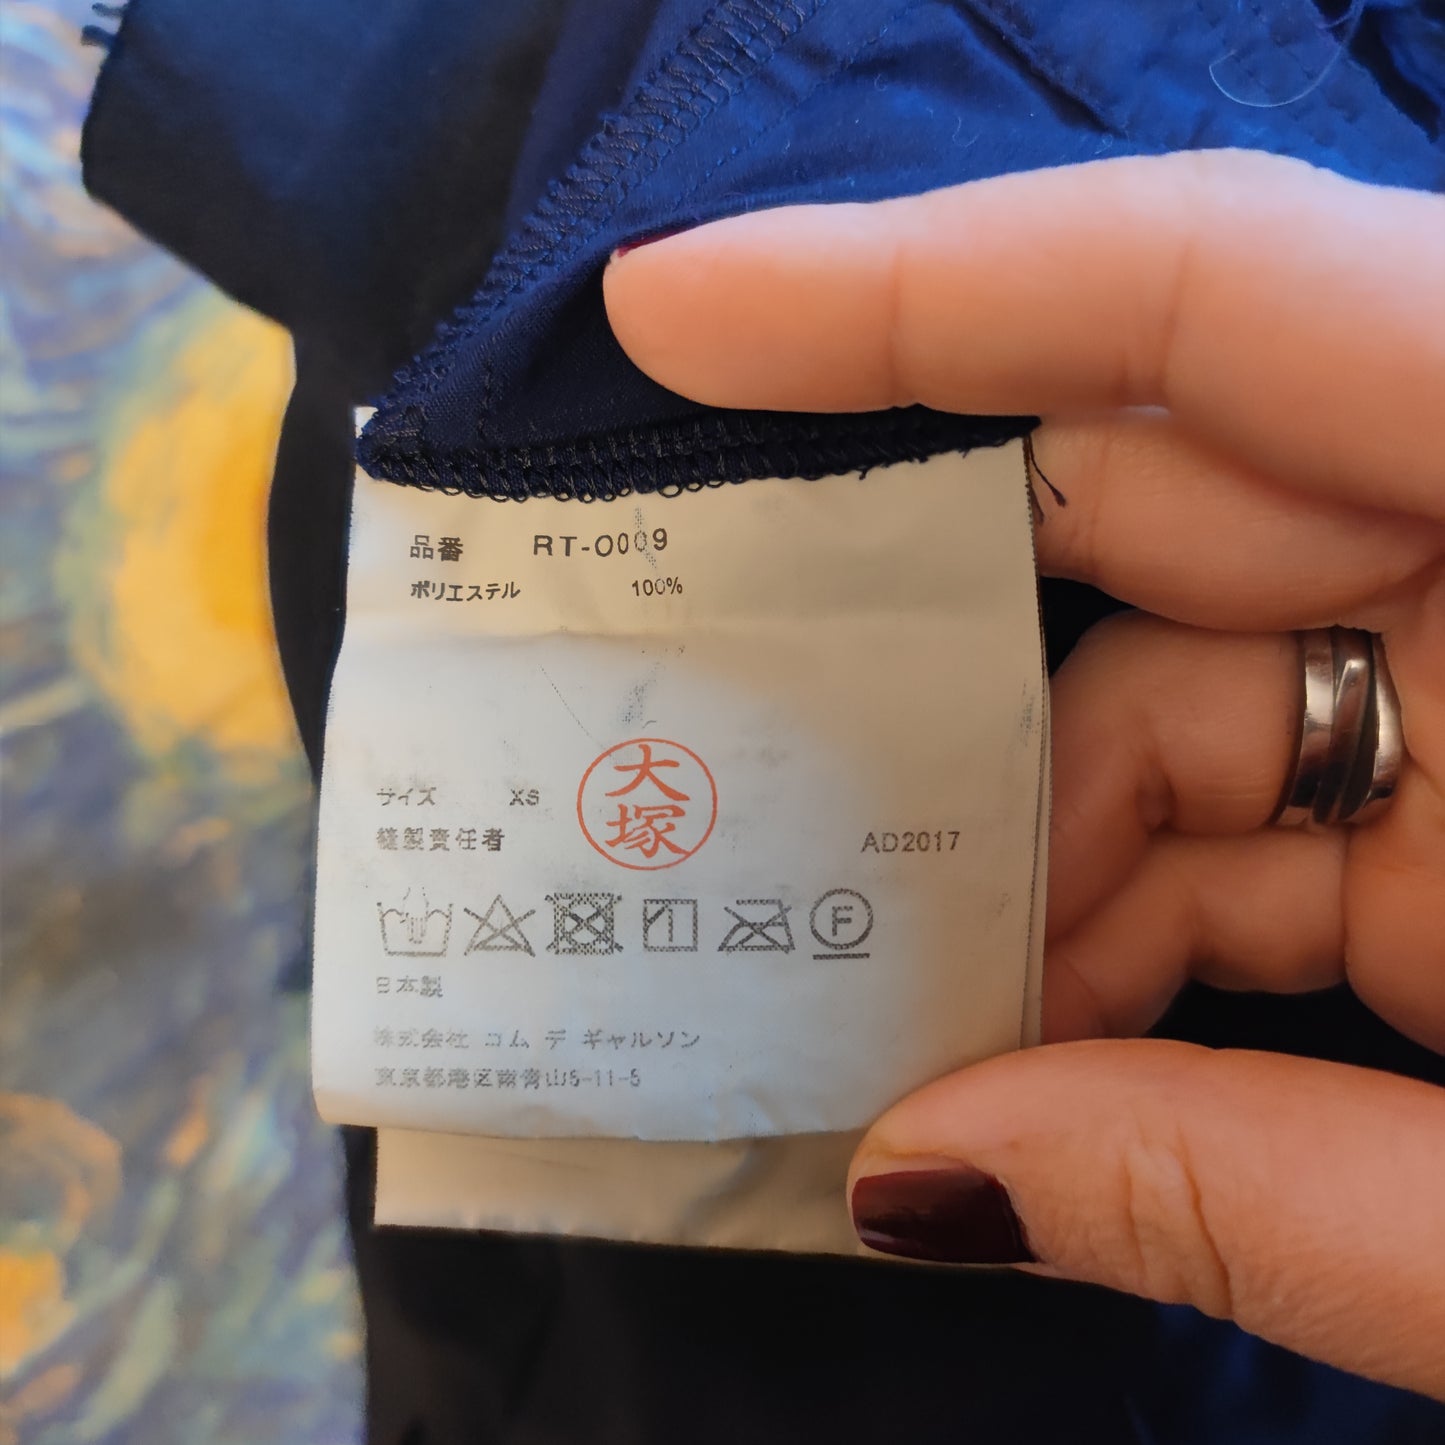 品番 RT-0009
ポリエステル 100%
サイズ XS
大塚
縫製責任者 AD2017
F
日本製
株式会社 コム デ ギャルソン
東京都港区南青山5-11-5